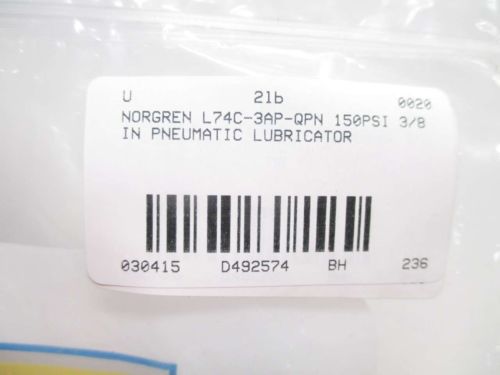 U 2lb 0020
NORGREN L74C-3AP-QPN 150PSI 3/8
IN PNEUMATIC LUBRICATOR
030415 D492574 BH 236